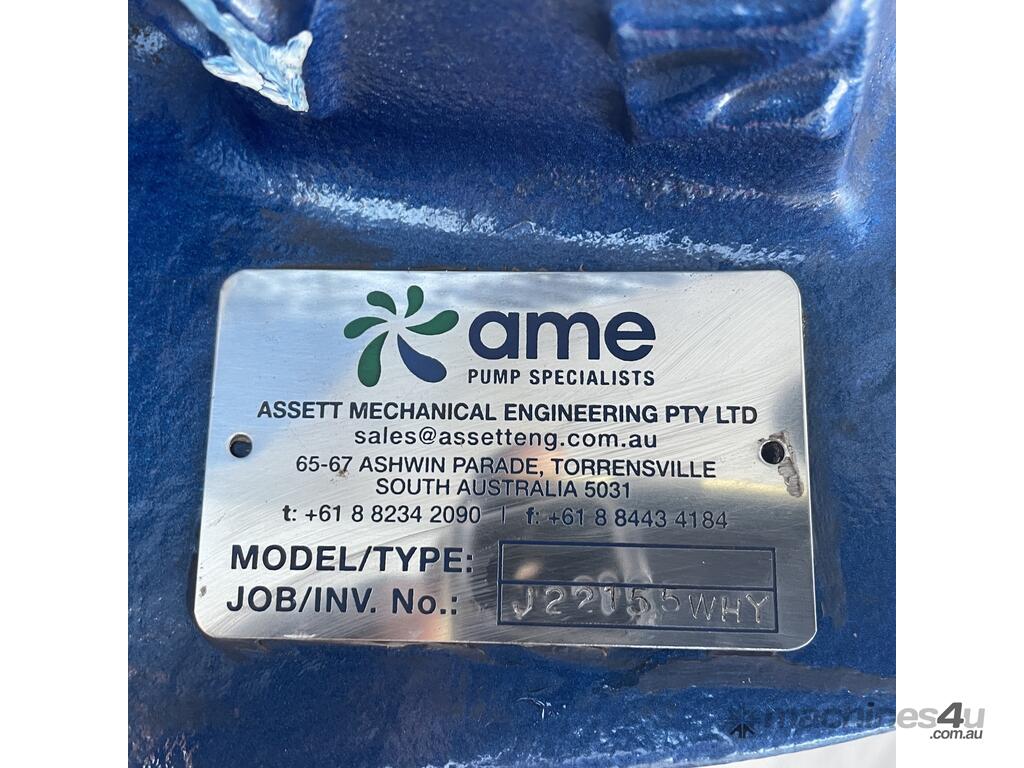 ame
PUMP SPECIALISTS
ASSETT MECHANICAL ENGINEERING PTY LTD
sales@assetteng.com.au
65-67 ASHWIN PARADE, TORRENSVILLE
SOUTH AUSTRALIA 5031
t: +61 8 8234 2090 | f: +61 8 8443 4184
MODEL/TYPE:
JOB/INV. No.: J22155WHY
machines4u
.com.au